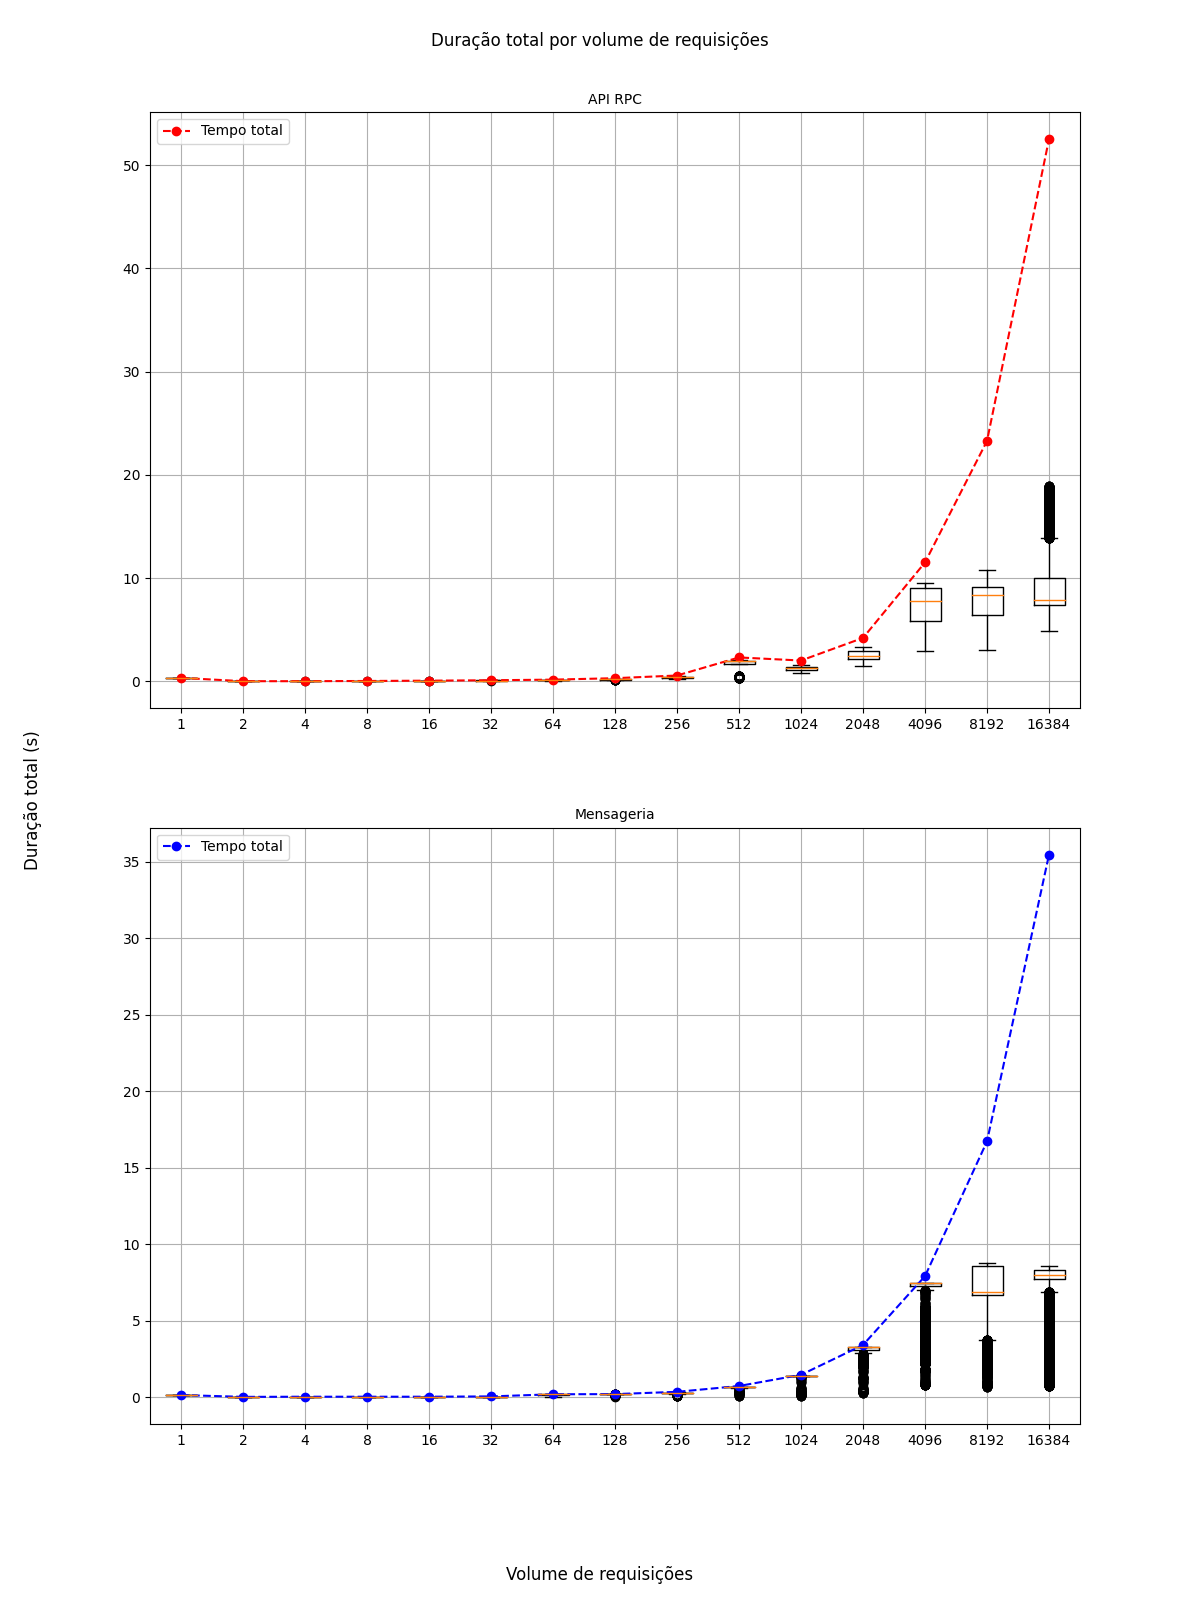 Duração total por volume de requisições
API RPC
Tempo total
50
40
30
20
10
0
1 2 4 8 16 32 64 128 256 512 1024 2048 4096 8192 16384
Duração total (s)
Mensageria
Tempo total
35
30
25
20
15
10
5
0
1 2 4 8 16 32 64 128 256 512 1024 2048 4096 8192 16384
Volume de requisições